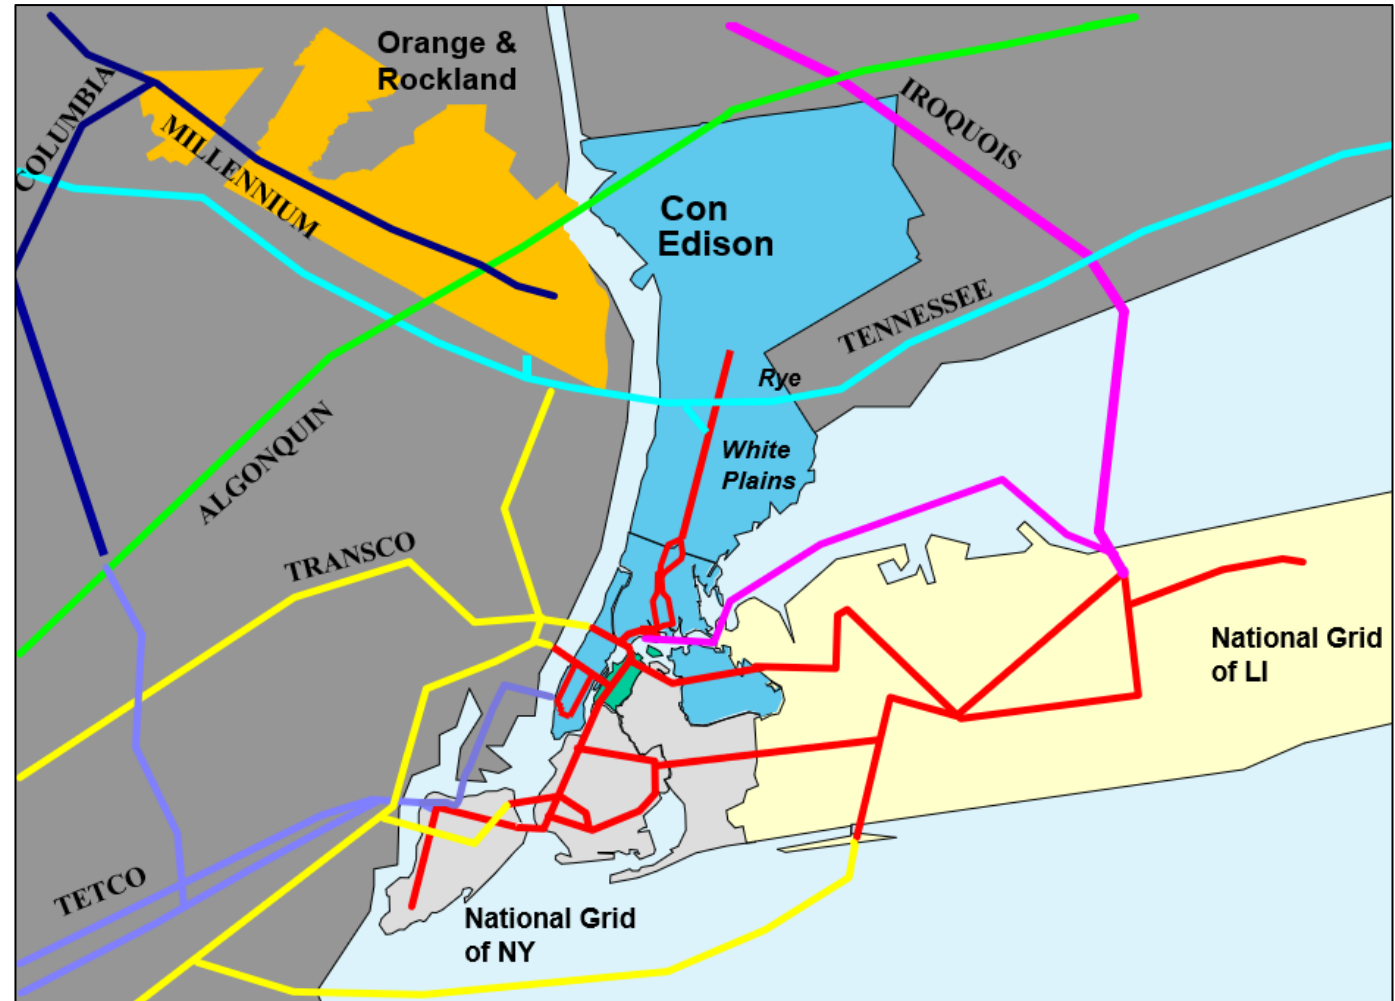 Orange &
Rockland
COLUMBIA
MILLENNIUM
IROQUOIS
Con
Edison
TENNESSEE
Rye
ALGONQUIN
White
Plains
TRANSCO
National Grid
of LI
TETCO
National Grid
of NY